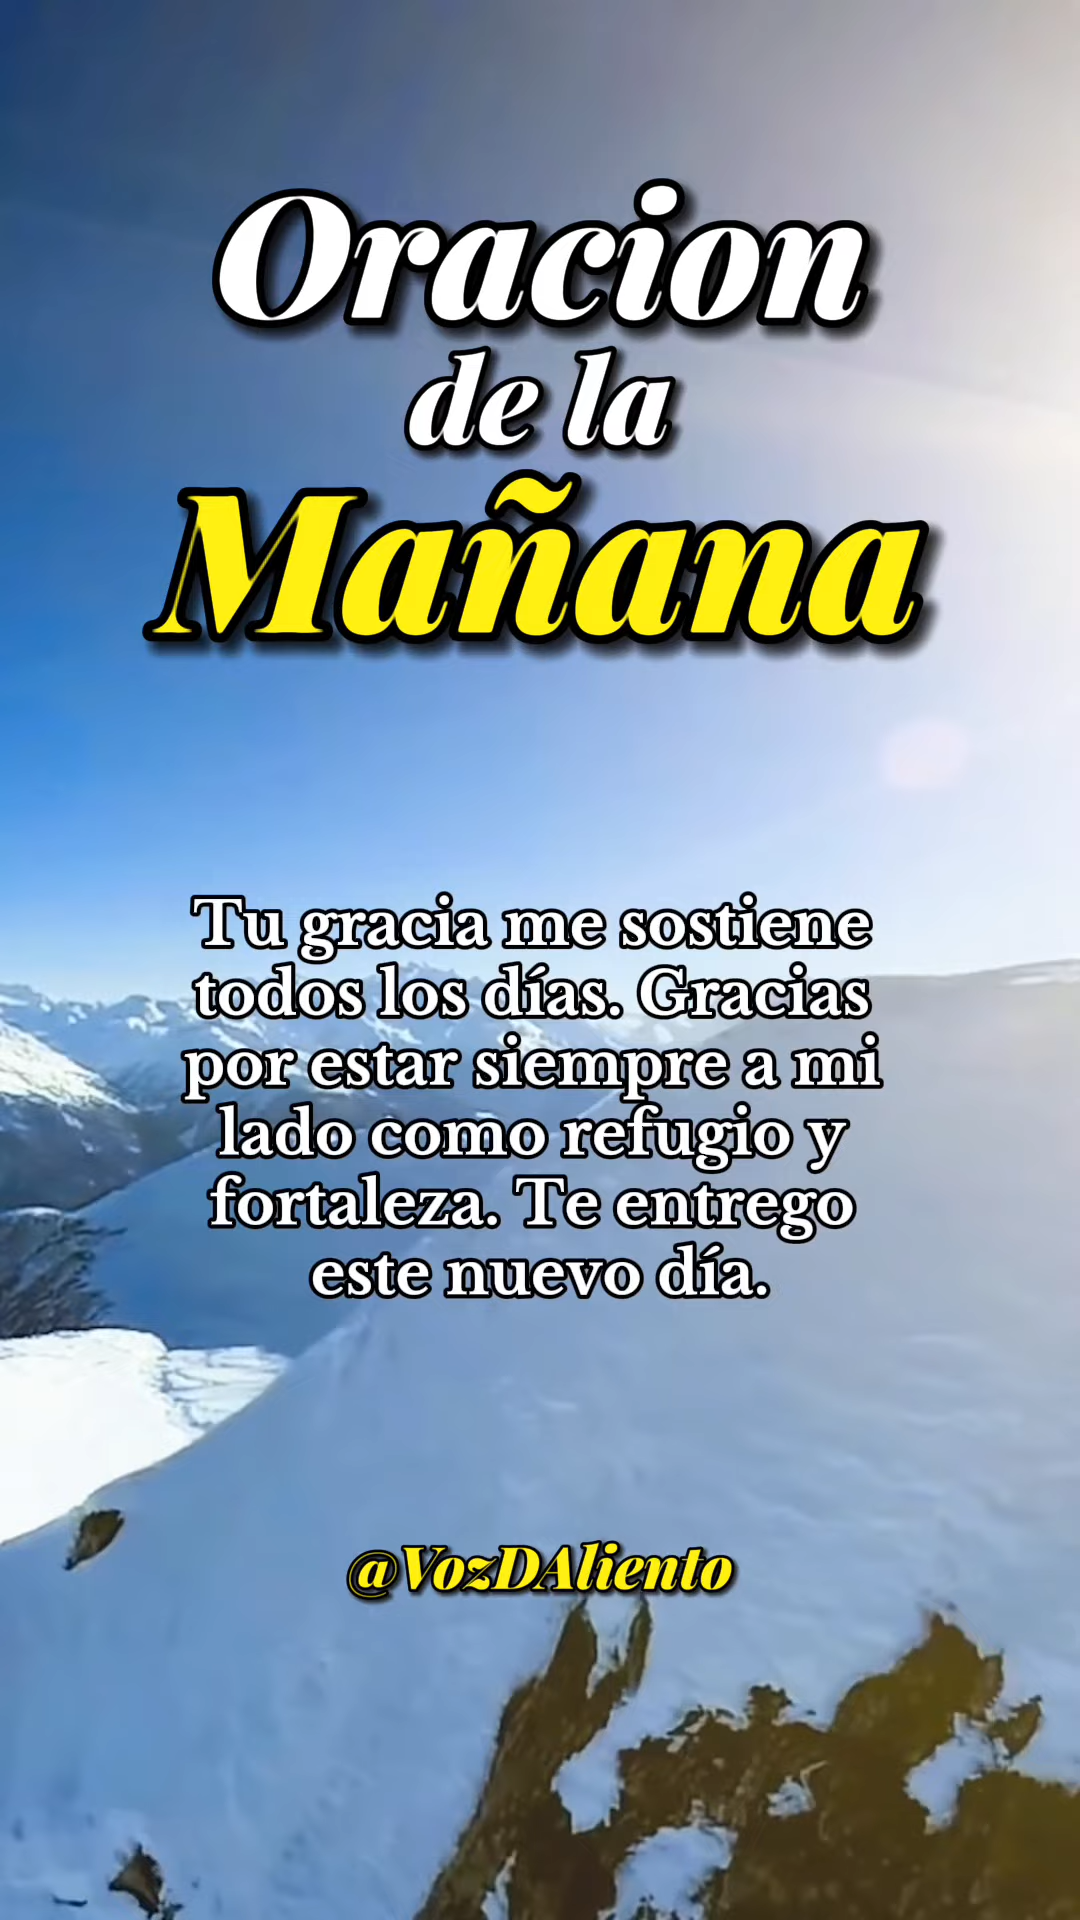 Oracion
de la
Mañana
Tu gracia me sostiene
todos los días. Gracias
por estar siempre a mi
lado como refugio y
fortaleza. Te entrego
este nuevo día.
@VozDAliento